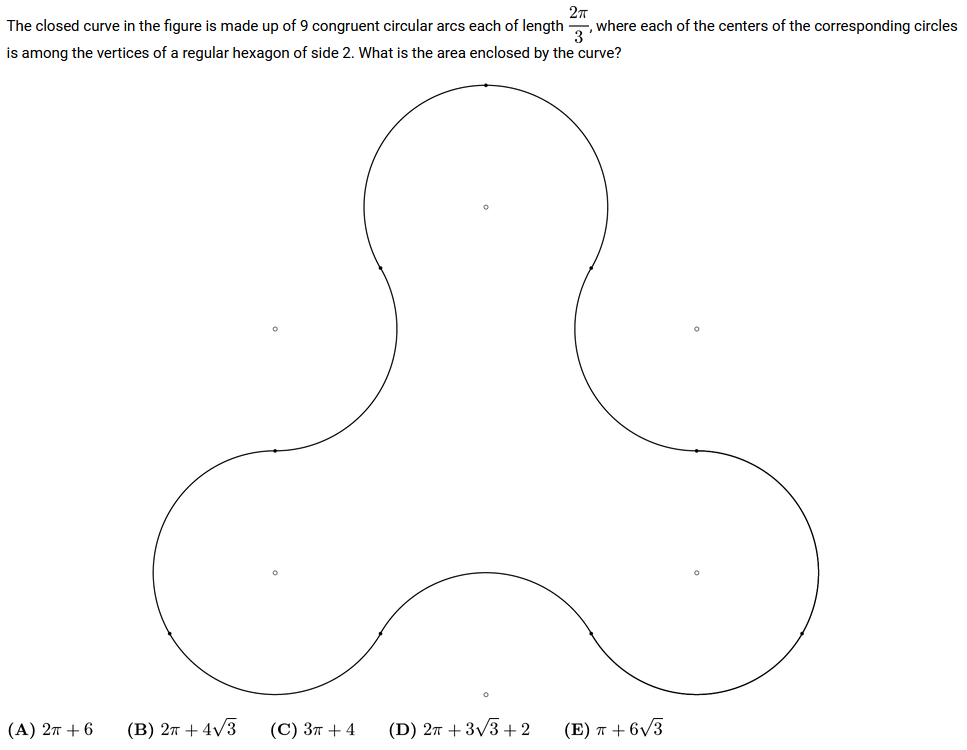 The closed curve in the figure is made up of 9 congruent circular arcs each of length $\frac{2\pi}{3}$, where each of the centers of the corresponding circles
is among the vertices of a regular hexagon of side 2. What is the area enclosed by the curve?
(A) $2\pi + 6$ (B) $2\pi + 4\sqrt{3}$ (C) $3\pi + 4$ (D) $2\pi + 3\sqrt{3} + 2$ (E) $\pi + 6\sqrt{3}$